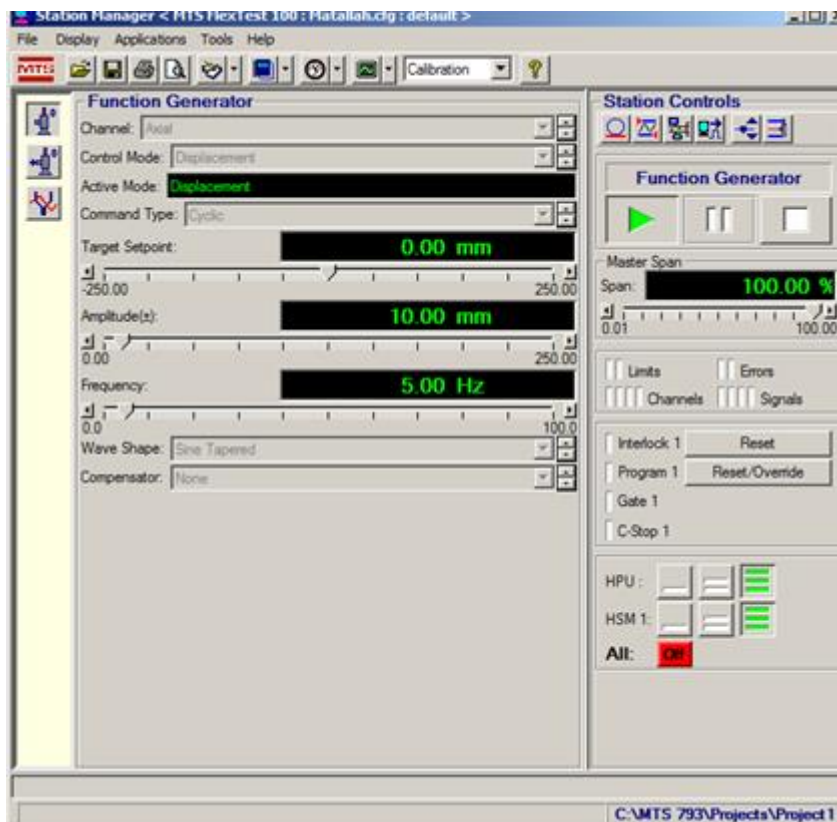 Station Manager < MTS FlexTest 100 : Matallah.cfg : default >
File Display Applications Tools Help
MTS Calibration
Function Generator
Channel: Axial
Control Mode: Displacement
Active Mode: Displacement
Command Type: Cyclic
Target Setpoint: 0.00 mm
-250.00 250.00
Amplitude(±): 10.00 mm
0.00 250.00
Frequency: 5.00 Hz
0.0 100.0
Wave Shape: Sine Tapered
Compensator: None
Station Controls
Function Generator
Master Span
Span: 100.00 %
0.01 100.00
Limits Errors
Channels Signals
Interlock 1 Reset
Program 1 Reset/Override
Gate 1
C-Stop 1
HPU :
HSM 1:
All: Off
C:\MTS 793\Projects\Project1